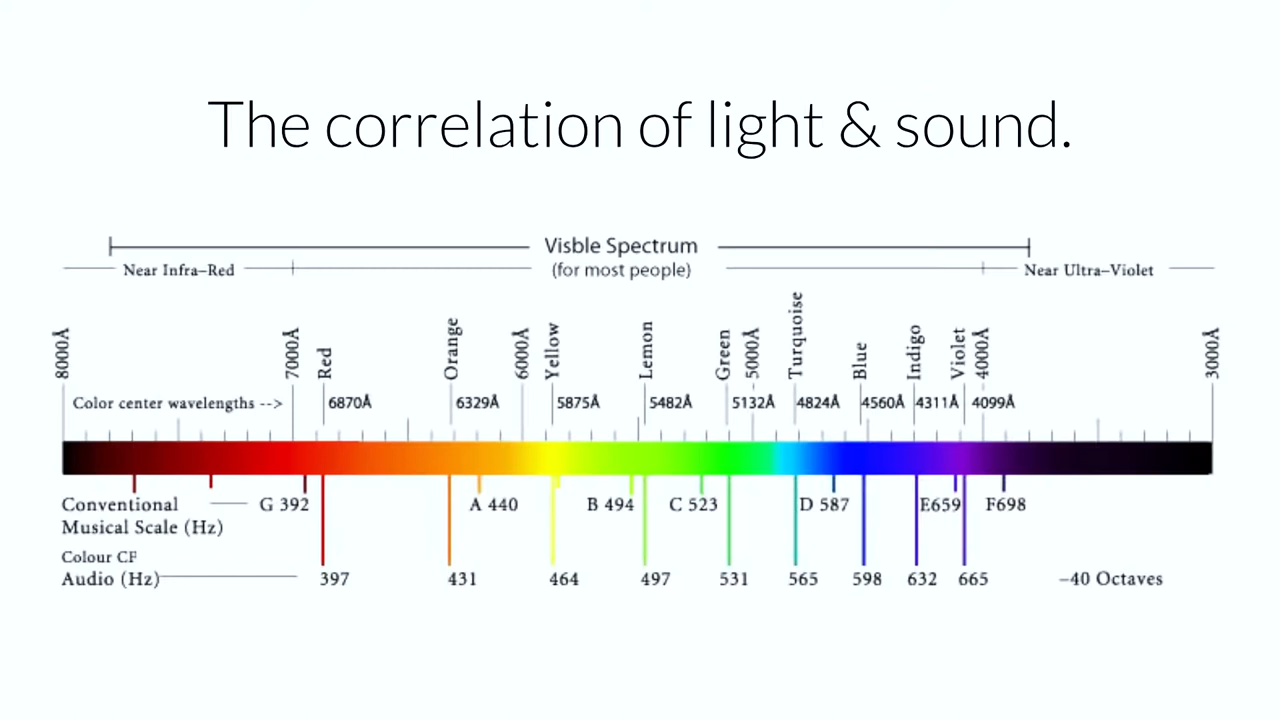 The correlation of light & sound.
Visble Spectrum
Near Infra–Red (for most people) Near Ultra–Violet
8000Å 7000Å Red Orange 6000Å Yellow Lemon Green 5000Å Turquoise Blue Indigo Violet 4000Å 3000Å
Color center wavelengths --> 6870Å 6329Å 5875Å 5482Å 5132Å 4824Å 4560Å 4311Å 4099Å
Conventional G 392 A 440 B 494 C 523 D 587 E659 F698
Musical Scale (Hz)
Colour CF
Audio (Hz) 397 431 464 497 531 565 598 632 665 –40 Octaves